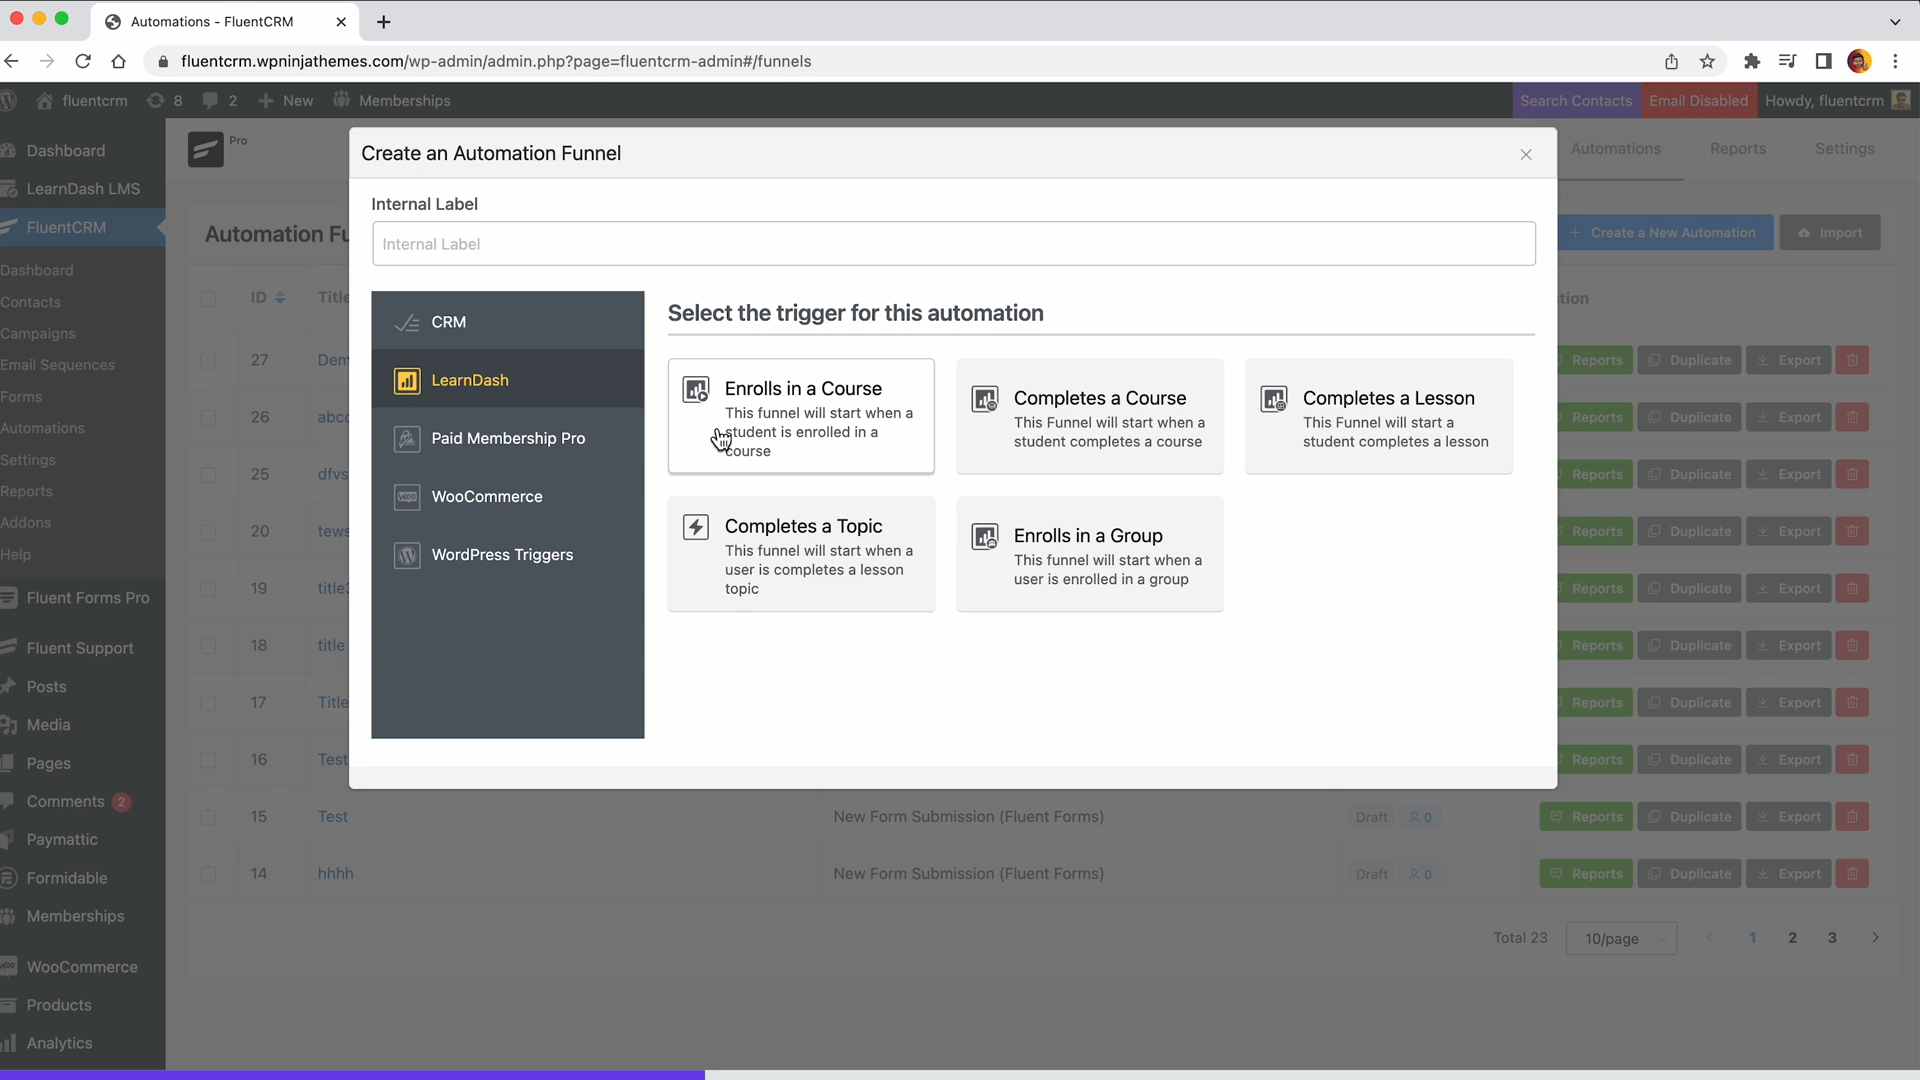 Automations - FluentCRM
fluentcrm.wpninjathemes.com/wp-admin/admin.php?page=fluentcrm-admin#/funnels
fluentcrm 8 2 New Memberships Search Contacts Email Disabled Howdy, fluentcrm
Dashboard
LearnDash LMS
FluentCRM
Dashboard
Contacts
Campaigns
Email Sequences
Forms
Automations
Settings
Reports
Addons
Help
Fluent Forms Pro
Fluent Support
Posts
Media
Pages
Comments 2
Paymattic
Formidable
Memberships
WooCommerce
Products
Analytics
Pro
Automations Reports Settings
Automation Fu
Create a New Automation Import
ID Title
tion
27 Dem Reports Duplicate Export
26 abcc Reports Duplicate Export
25 dfvs Reports Duplicate Export
20 tews Reports Duplicate Export
19 title3 Reports Duplicate Export
18 title Reports Duplicate Export
17 Title Reports Duplicate Export
16 Test Reports Duplicate Export
15 Test New Form Submission (Fluent Forms) Draft 0 Reports Duplicate Export
14 hhhh New Form Submission (Fluent Forms) Draft 0 Reports Duplicate Export
Total 23 10/page 1 2 3
Create an Automation Funnel
Internal Label
Internal Label
CRM
LearnDash
Paid Membership Pro
WooCommerce
WordPress Triggers
Select the trigger for this automation
Enrolls in a Course
This funnel will start when a
student is enrolled in a
course
Completes a Course
This Funnel will start when a
student completes a course
Completes a Lesson
This Funnel will start a
student completes a lesson
Completes a Topic
This funnel will start when a
user is completes a lesson
topic
Enrolls in a Group
This funnel will start when a
user is enrolled in a group